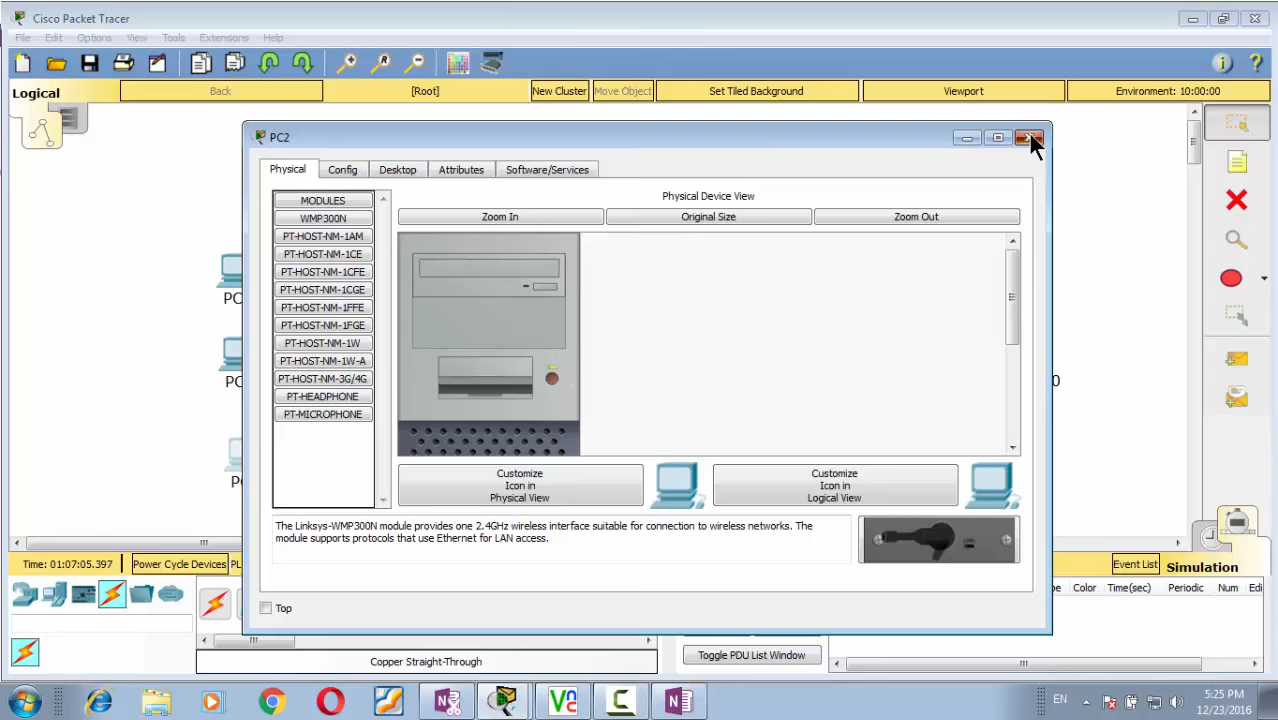 Cisco Packet Tracer
File Edit Options View Tools Extensions Help
Logical
Back
[Root]
New Cluster
Move Object
Set Tiled Background
Viewport
Environment: 10:00:00
PC2
Physical
Config
Desktop
Attributes
Software/Services
MODULES
WMP300N
PT-HOST-NM-1AM
PT-HOST-NM-1CE
PT-HOST-NM-1CFE
PT-HOST-NM-1CGE
PT-HOST-NM-1FFE
PT-HOST-NM-1FGE
PT-HOST-NM-1W
PT-HOST-NM-1W-A
PT-HOST-NM-3G/4G
PT-HEADPHONE
PT-MICROPHONE
Physical Device View
Zoom In
Original Size
Zoom Out
Customize
Icon in
Physical View
Customize
Icon in
Logical View
The Linksys-WMP300N module provides one 2.4GHz wireless interface suitable for connection to wireless networks. The
module supports protocols that use Ethernet for LAN access.
Top
PC
PC
0
Time: 01:07:05.397
Power Cycle Devices
Event List
Simulation
Color
Time(sec)
Periodic
Num
Edi
Copper Straight-Through
Toggle PDU List Window
EN
5:25 PM
12/23/2016